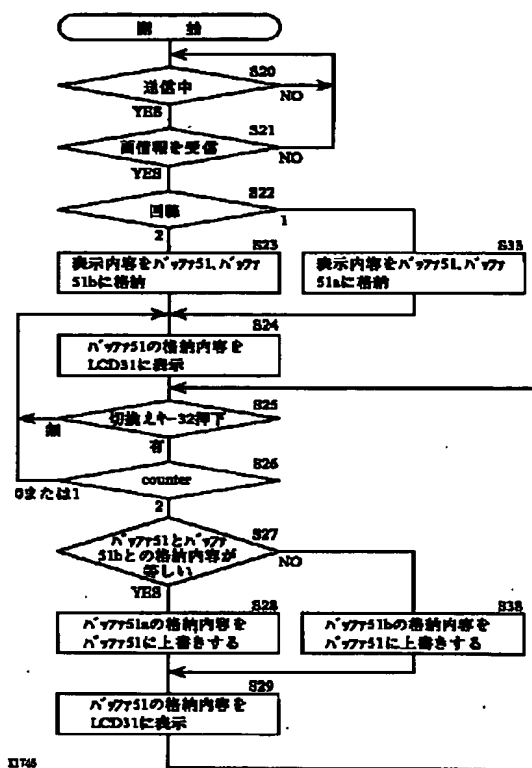 開 始
S20
送信中
NO
YES
S21
画情報を受信
NO
YES
S22
回線
1
2
S23
表示内容をバッファ51、バッファ
51bに格納
S33
表示内容をバッファ51、バッファ
51aに格納
S24
バッファ51の格納内容を
LCD31に表示
S25
切換えキー32押下
無
有
S26
counter
0または1
2
S27
バッファ51とバッファ
51bとの格納内容が
等しい
NO
YES
S28
バッファ51aの格納内容を
バッファ51に上書きする
S38
バッファ51bの格納内容を
バッファ51に上書きする
S29
バッファ51の格納内容を
LCD31に表示